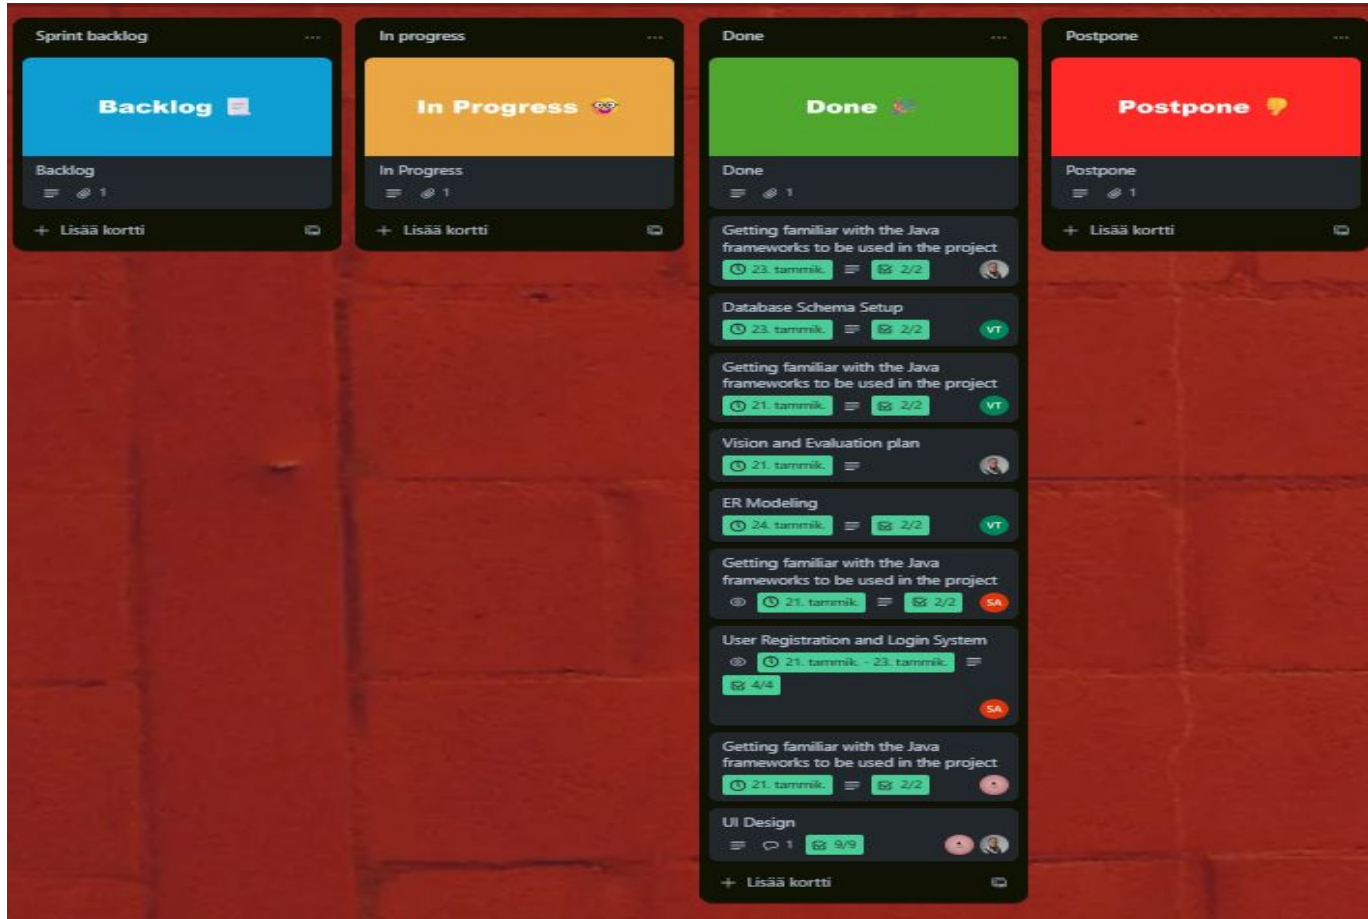 Sprint backlog
Backlog
Backlog
1
+ Lisää kortti
In progress
In Progress
In Progress
1
+ Lisää kortti
Done
Done
Done
1
Getting familiar with the Java
frameworks to be used in the project
23. tammik. 2/2
Database Schema Setup
23. tammik. 2/2 VT
Getting familiar with the Java
frameworks to be used in the project
21. tammik. 2/2 VT
Vision and Evaluation plan
21. tammik.
ER Modeling
24. tammik. 2/2 VT
Getting familiar with the Java
frameworks to be used in the project
21. tammik. 2/2 SA
User Registration and Login System
21. tammik. - 23. tammik.
4/4
SA
Getting familiar with the Java
frameworks to be used in the project
21. tammik. 2/2
UI Design
1 9/9
+ Lisää kortti
Postpone
Postpone
Postpone
1
+ Lisää kortti